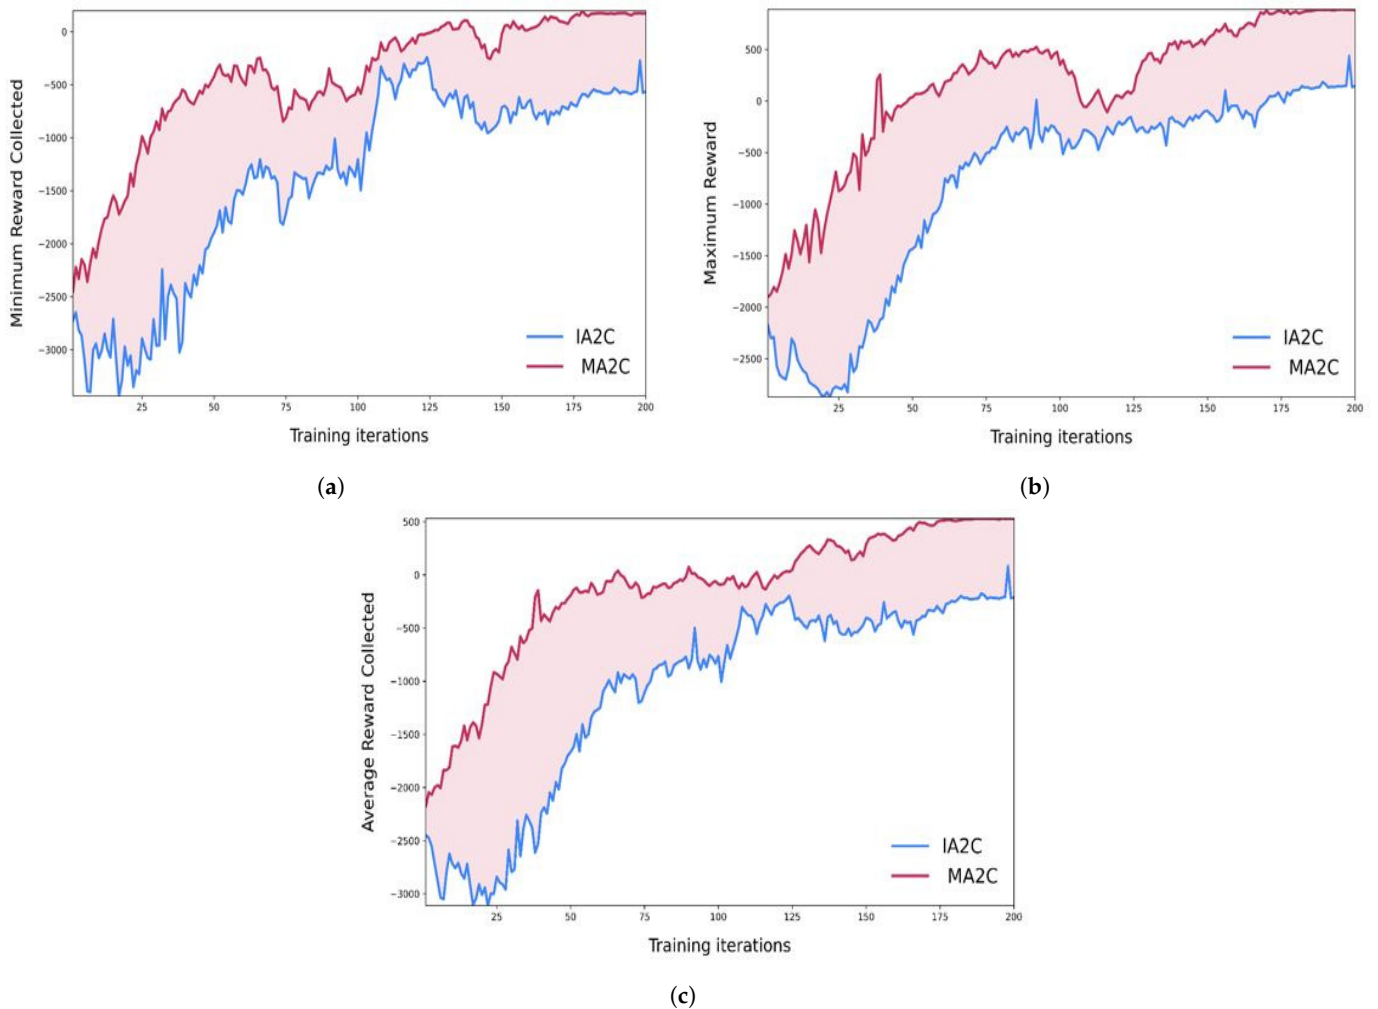 0
−500
−1000
−1500
−2000
−2500
−3000
Minimum Reward Collected
IA2C
MA2C
25 50 75 100 125 150 175 200
Training iterations
(a)
500
0
−500
−1000
−1500
−2000
−2500
Maximum Reward
IA2C
MA2C
25 50 75 100 125 150 175 200
Training iterations
(b)
500
0
−500
−1000
−1500
−2000
−2500
−3000
Average Reward Collected
IA2C
MA2C
25 50 75 100 125 150 175 200
Training iterations
(c)